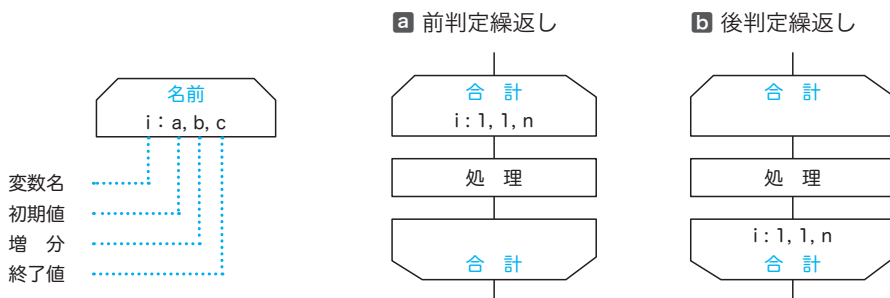 名前
i : a, b, c
変数名
初期値
増 分
終了値
a 前判定繰返し
合 計
i : 1, 1, n
処 理
合 計
b 後判定繰返し
合 計
処 理
i : 1, 1, n
合 計